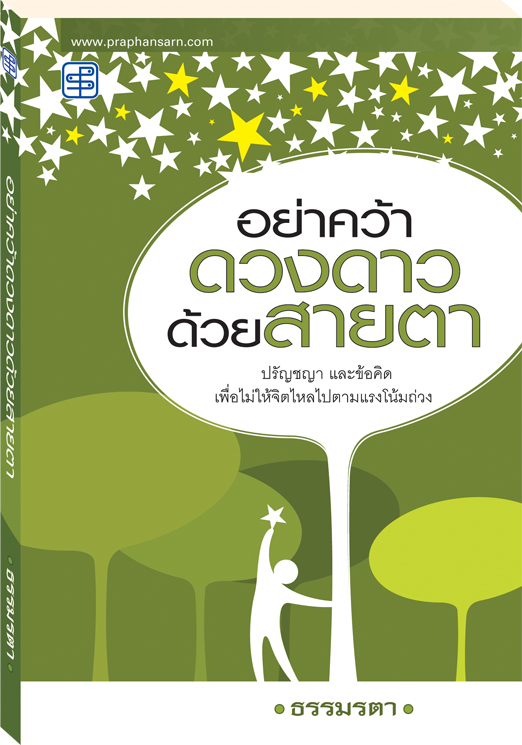 www.praphansarn.com
อย่าคว้า
ดวงดาว
ด้วยสายตา
ปรัญชญา และข้อคิด
เพื่อไม่ให้จิตไหลไปตามแรงโน้มถ่วง
• ธรรมรตา •
อย่าคว้าดวงดาวด้วยสายตา
• ธรรมรตา •